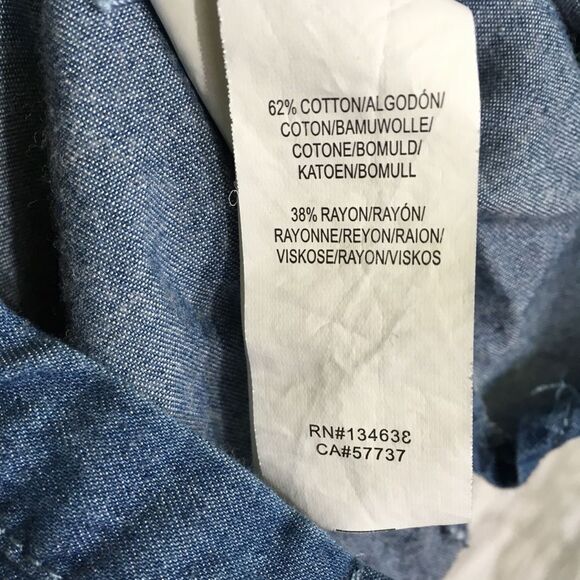 62% COTTON/ALGODÓN/
COTON/BAMUWOLLE/
COTONE/BOMULD/
KATOEN/BOMULL
38% RAYON/RAYÓN/
RAYONNE/REYON/RAION/
VISKOSE/RAYON/VISKOS
RN#134638
CA#57737